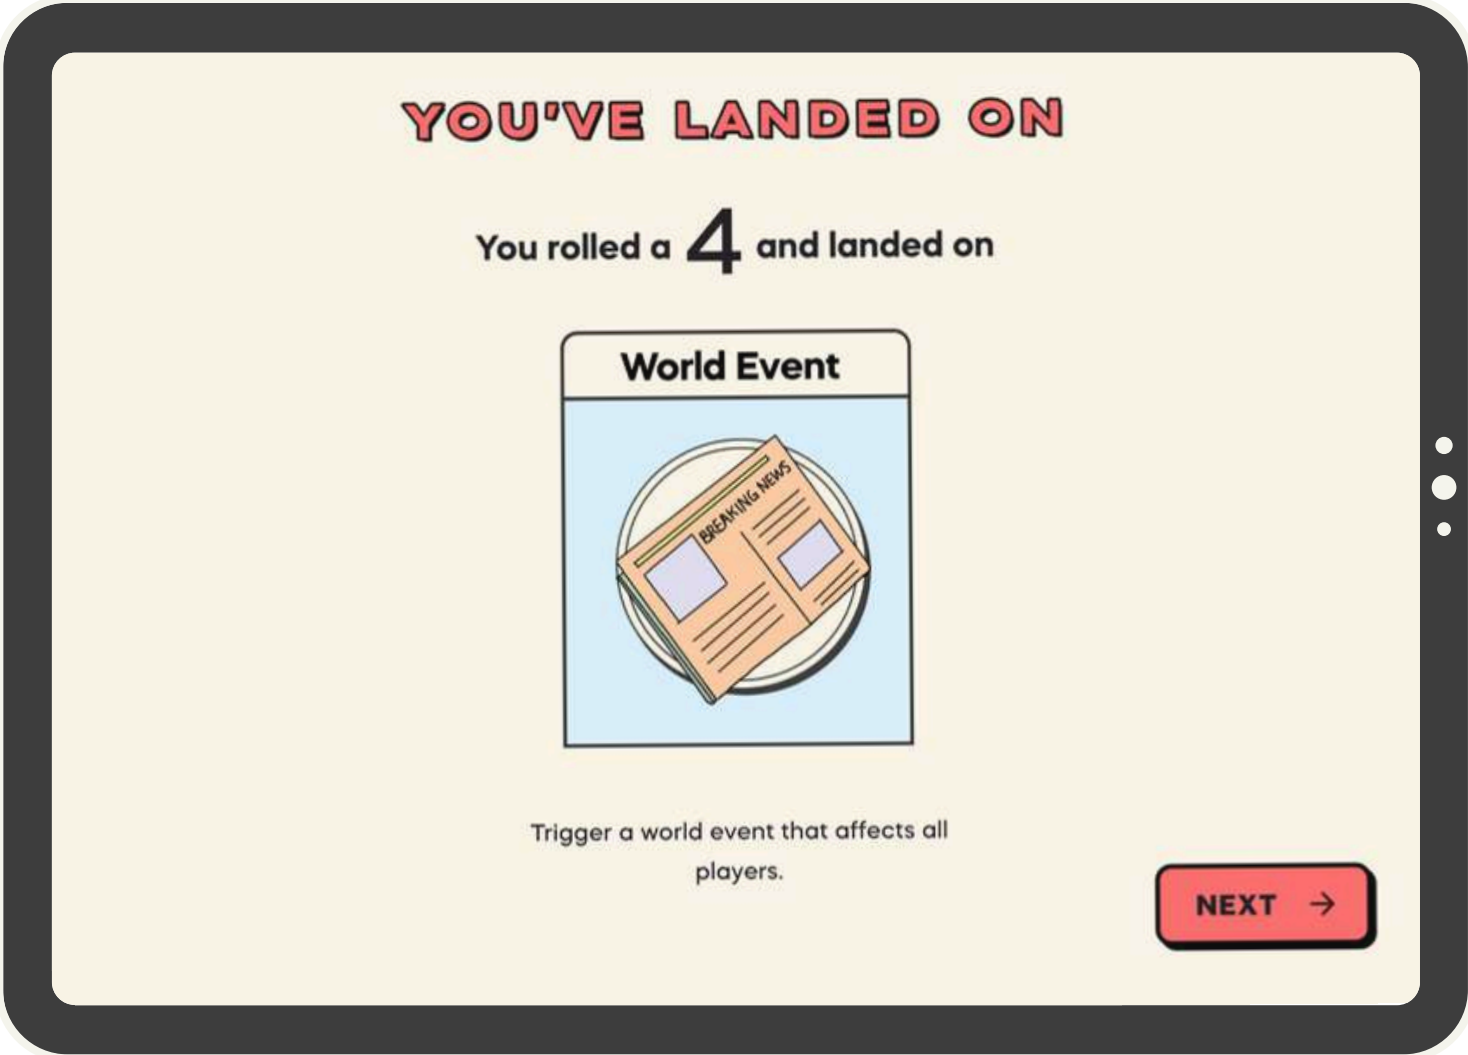 YOU'VE LANDED ON
You rolled a 4 and landed on
World Event
BREAKING NEWS
Trigger a world event that affects all
players.
NEXT